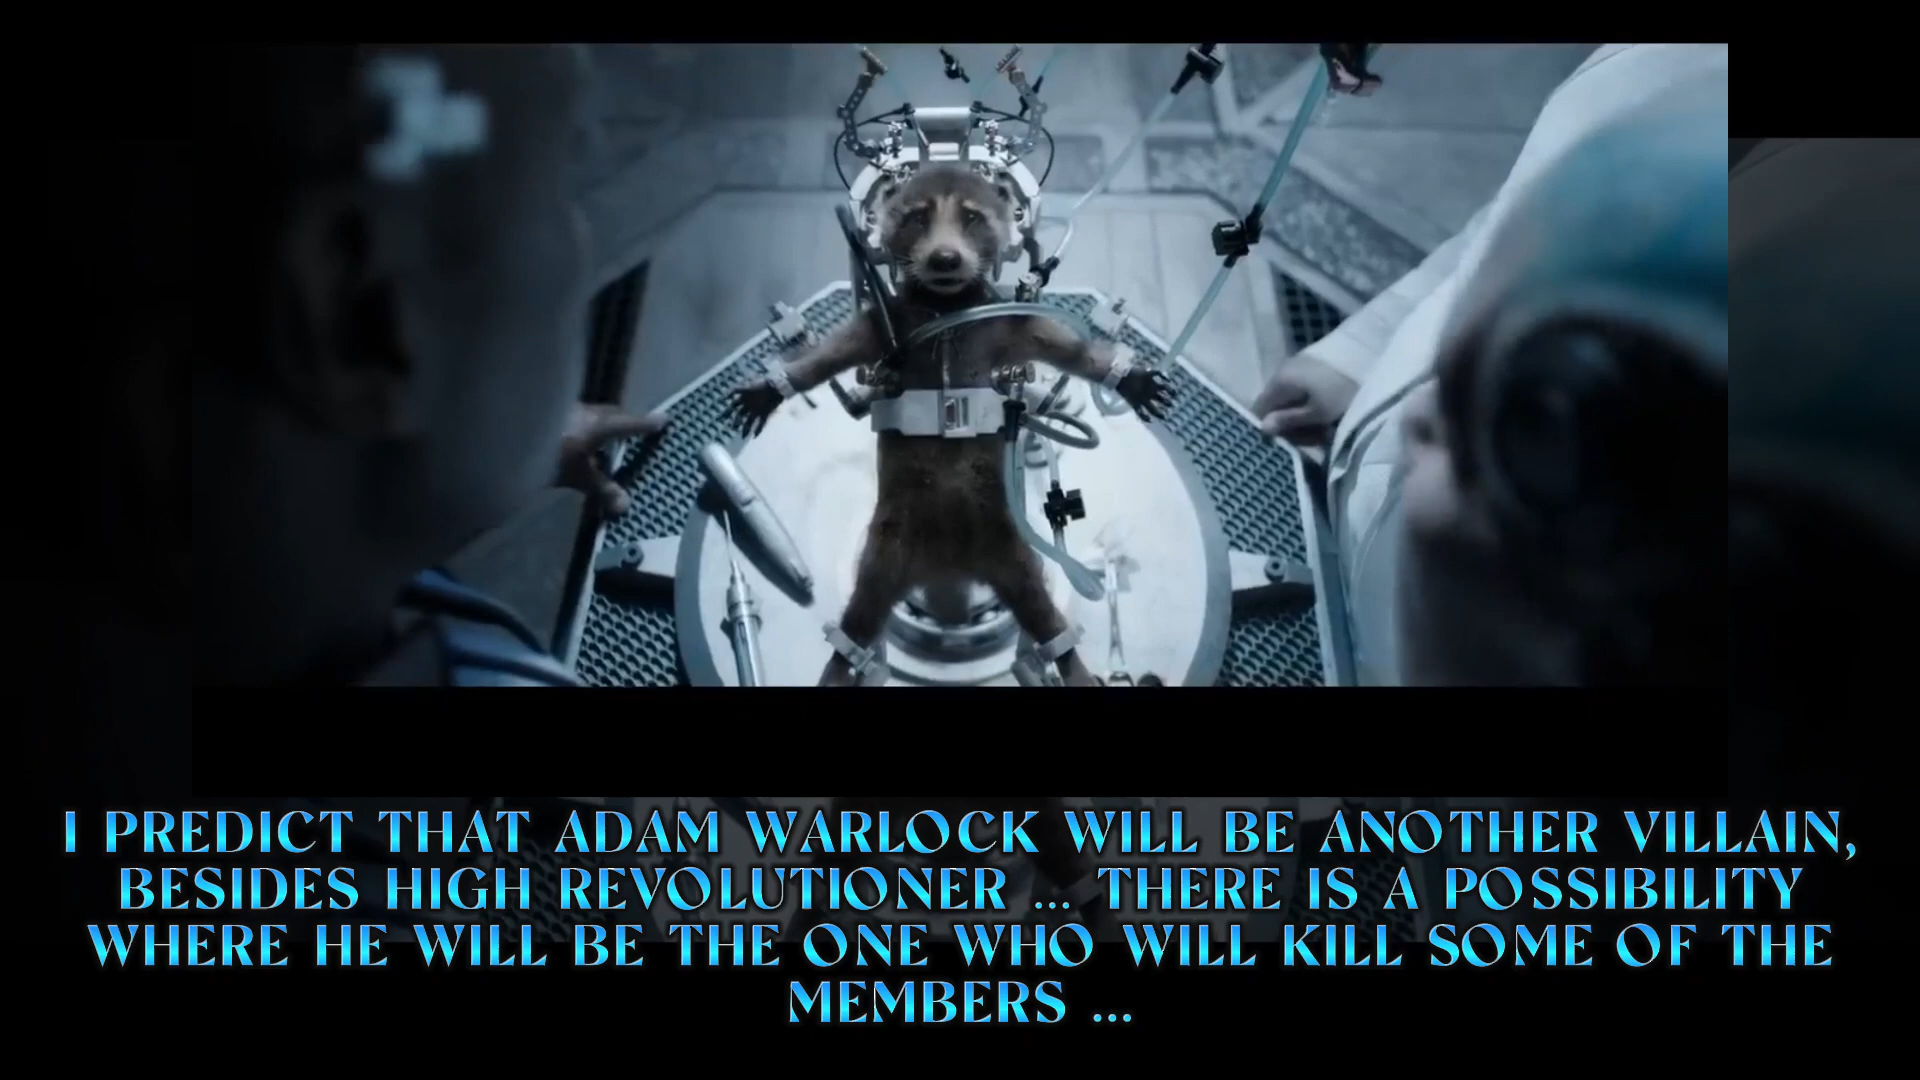 I PREDICT THAT ADAM WARLOCK WILL BE ANOTHER VILLAIN,
BESIDES HIGH REVOLUTIONER ... THERE IS A POSSIBILITY
WHERE HE WILL BE THE ONE WHO WILL KILL SOME OF THE
MEMBERS ...